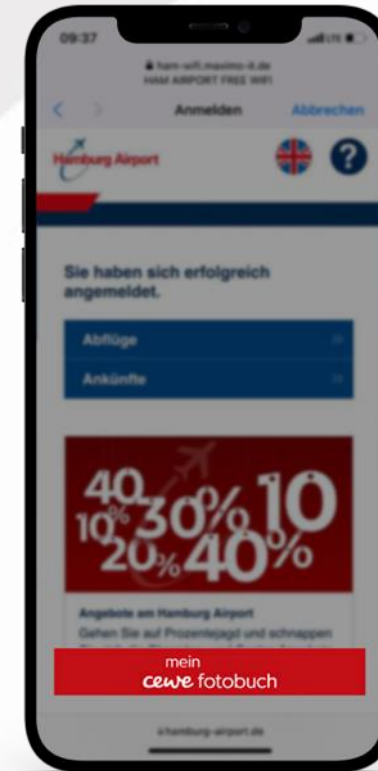 09:37
LTE
ham-wifi.maximo-it.de
HAM AIRPORT FREE WIFI
Anmelden
Abbrechen
Hamburg Airport
?
Sie haben sich erfolgreich
angemeldet.
Abflüge
Ankünfte
40%
10%
30%
10
20%
40%
Angebote am Hamburg Airport
Gehen Sie auf Prozentejagd und schnappen
mein
cewe fotobuch
hamburg-airport.de